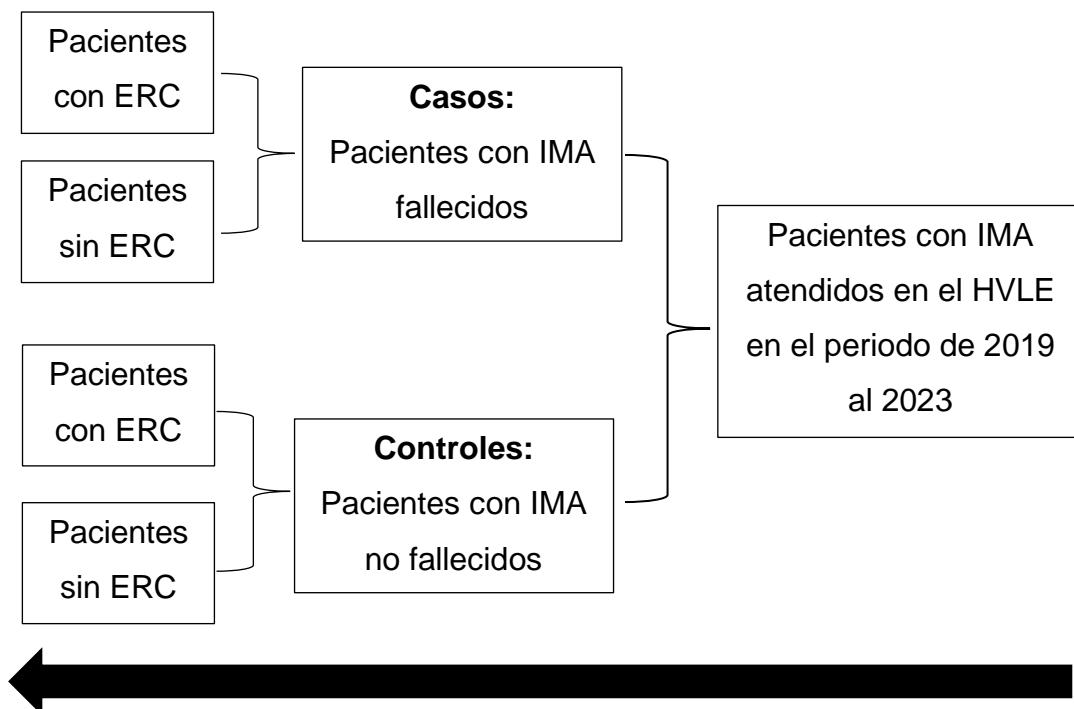 Pacientes
con ERC
Pacientes
sin ERC
Casos:
Pacientes con IMA
fallecidos
Pacientes
con ERC
Pacientes
sin ERC
Controles:
Pacientes con IMA
no fallecidos
Pacientes con IMA
atendidos en el HVLE
en el periodo de 2019
al 2023